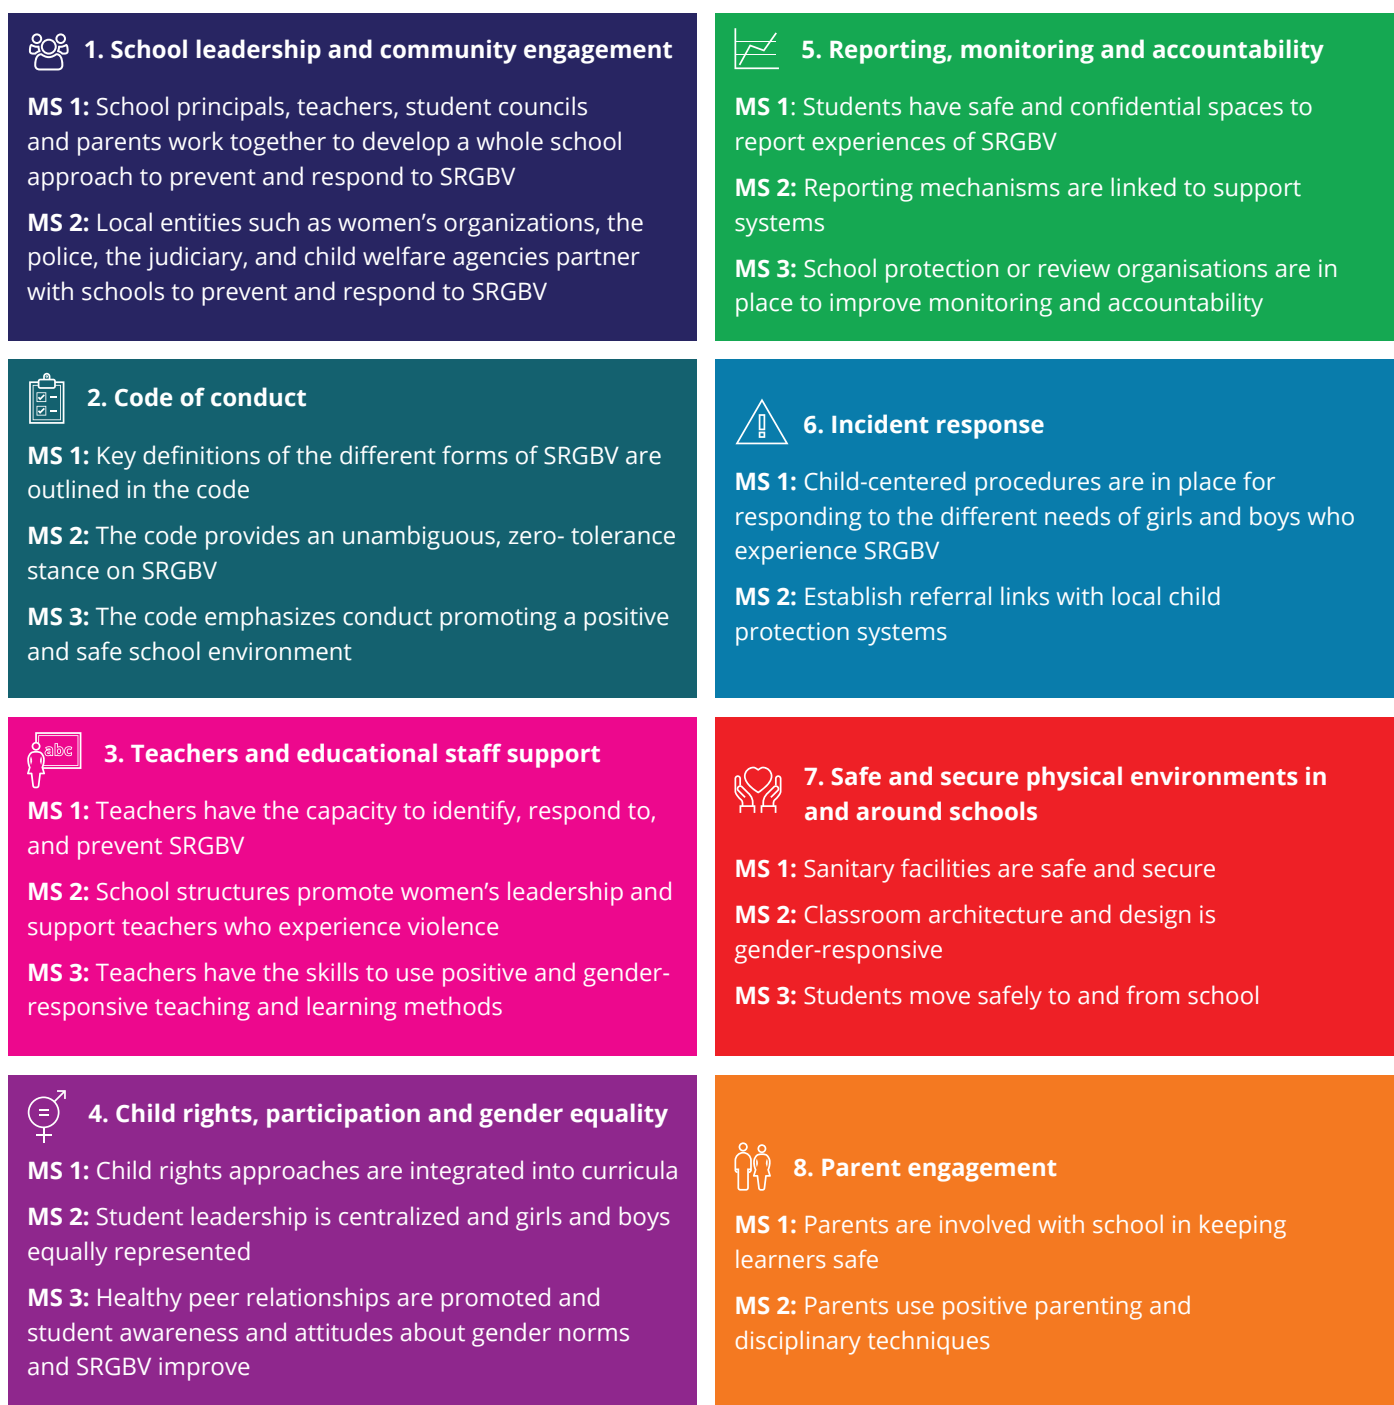 1. School leadership and community engagement
MS 1: School principals, teachers, student councils
and parents work together to develop a whole school
approach to prevent and respond to SRGBV
MS 2: Local entities such as women’s organizations, the
police, the judiciary, and child welfare agencies partner
with schools to prevent and respond to SRGBV
2. Code of conduct
MS 1: Key definitions of the different forms of SRGBV are
outlined in the code
MS 2: The code provides an unambiguous, zero- tolerance
stance on SRGBV
MS 3: The code emphasizes conduct promoting a positive
and safe school environment
abc
3. Teachers and educational staff support
MS 1: Teachers have the capacity to identify, respond to,
and prevent SRGBV
MS 2: School structures promote women’s leadership and
support teachers who experience violence
MS 3: Teachers have the skills to use positive and gender-
responsive teaching and learning methods
4. Child rights, participation and gender equality
MS 1: Child rights approaches are integrated into curricula
MS 2: Student leadership is centralized and girls and boys
equally represented
MS 3: Healthy peer relationships are promoted and
student awareness and attitudes about gender norms
and SRGBV improve
5. Reporting, monitoring and accountability
MS 1: Students have safe and confidential spaces to
report experiences of SRGBV
MS 2: Reporting mechanisms are linked to support
systems
MS 3: School protection or review organisations are in
place to improve monitoring and accountability
6. Incident response
MS 1: Child-centered procedures are in place for
responding to the different needs of girls and boys who
experience SRGBV
MS 2: Establish referral links with local child
protection systems
7. Safe and secure physical environments in
and around schools
MS 1: Sanitary facilities are safe and secure
MS 2: Classroom architecture and design is
gender-responsive
MS 3: Students move safely to and from school
8. Parent engagement
MS 1: Parents are involved with school in keeping
learners safe
MS 2: Parents use positive parenting and
disciplinary techniques